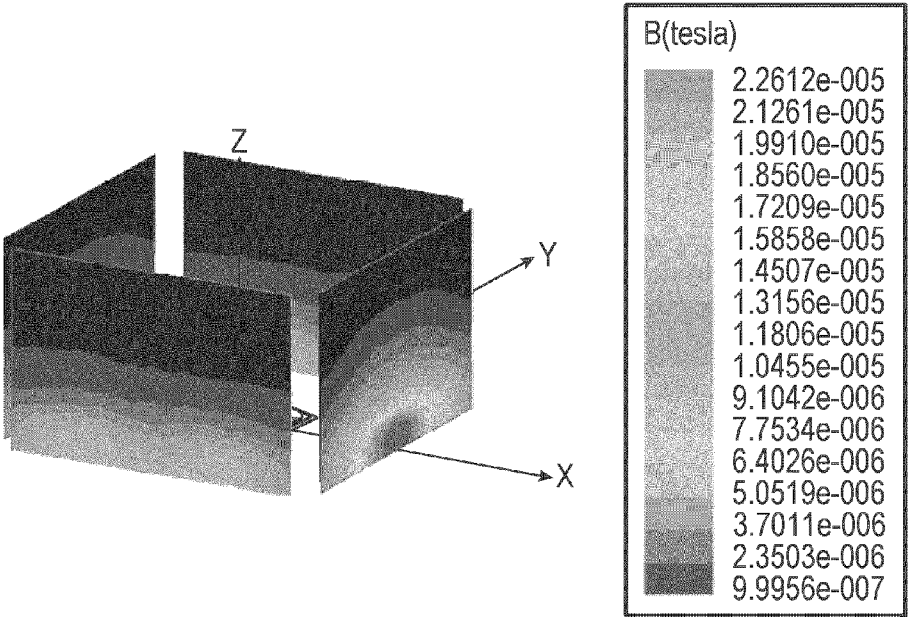 B(tesla)
2.2612e-005
2.1261e-005
1.9910e-005
1.8560e-005
1.7209e-005
1.5858e-005
1.4507e-005
1.3156e-005
1.1806e-005
1.0455e-005
9.1042e-006
7.7534e-006
6.4026e-006
5.0519e-006
3.7011e-006
2.3503e-006
9.9956e-007
Z
Y
X